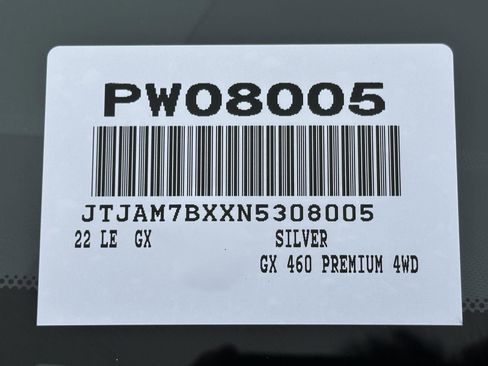 PW08005
JTJAM7BXXN5308005
22 LE GX SILVER
GX 460 PREMIUM 4WD